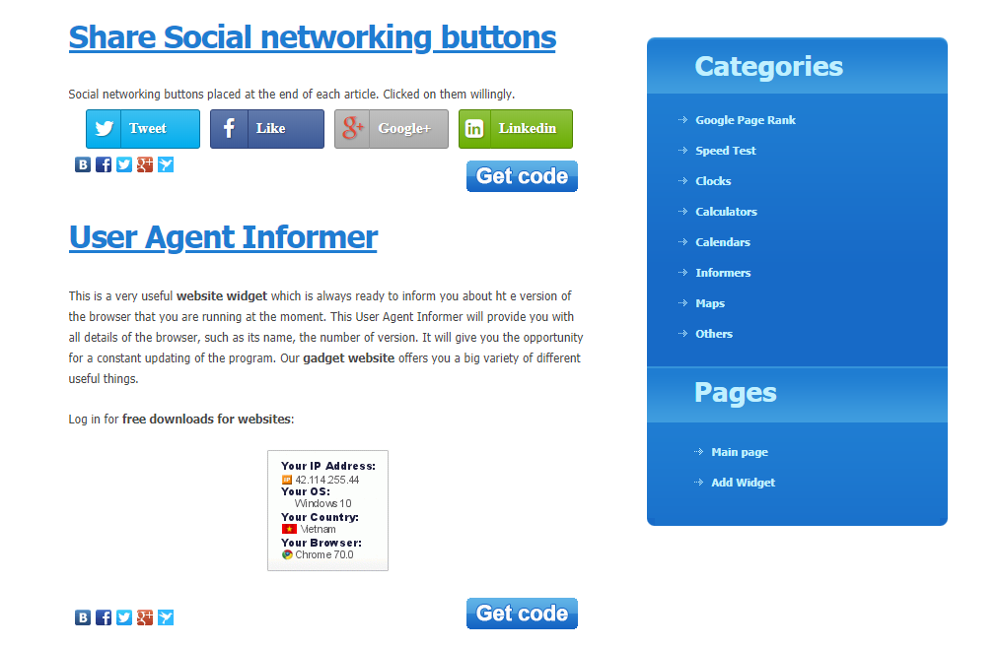 Share Social networking buttons
Social networking buttons placed at the end of each article. Clicked on them willingly.
Tweet
Like
Google+
Linkedin
Get code
User Agent Informer
This is a very useful website widget which is always ready to inform you about ht e version of
the browser that you are running at the moment. This User Agent Informer will provide you with
all details of the browser, such as its name, the number of version. It will give you the opportunity
for a constant updating of the program. Our gadget website offers you a big variety of different
useful things.
Log in for free downloads for websites:
Your IP Address:
IP 42.114.255.44
Your OS:
Windows 10
Your Country:
Vietnam
Your Browser:
Chrome 70.0
Get code
Categories
Google Page Rank
Speed Test
Clocks
Calculators
Calendars
Informers
Maps
Others
Pages
Main page
Add Widget